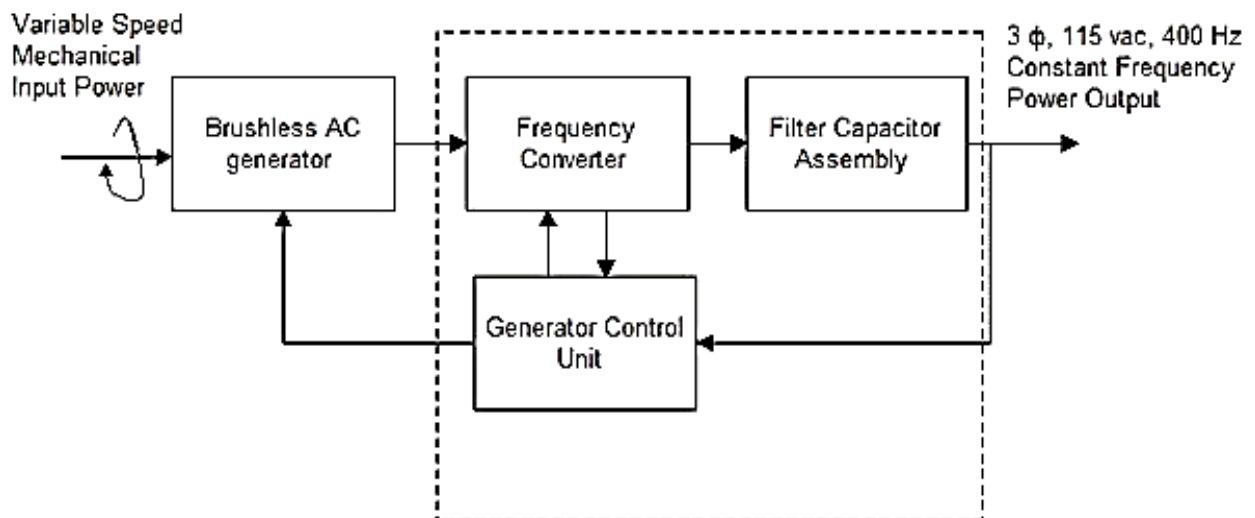 Variable Speed
Mechanical
Input Power
3 ϕ, 115 vac, 400 Hz
Constant Frequency
Power Output
Brushless AC
generator
Frequency
Converter
Filter Capacitor
Assembly
Generator Control
Unit